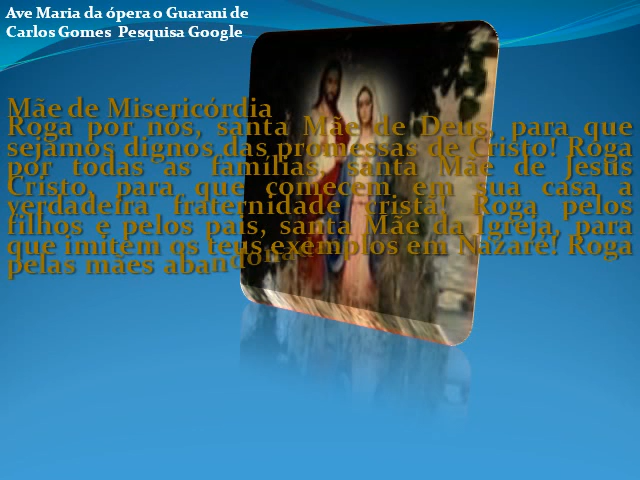 Ave Maria da ópera o Guarani de
Carlos Gomes Pesquisa Google
Mãe de Misericórdia
Roga por nós, santa Mãe de Deus, para que
sejamos dignos das promessas de Cristo! Roga
por todas as famílias, santa Mãe de Jesus
Cristo, para que comecem em sua casa a
verdadeira fraternidade cristã! Roga pelos
filhos e pelos pais, santa Mãe da Igreja, para
que imitem os teus exemplos em Nazaré! Roga
pelas mães abandonad